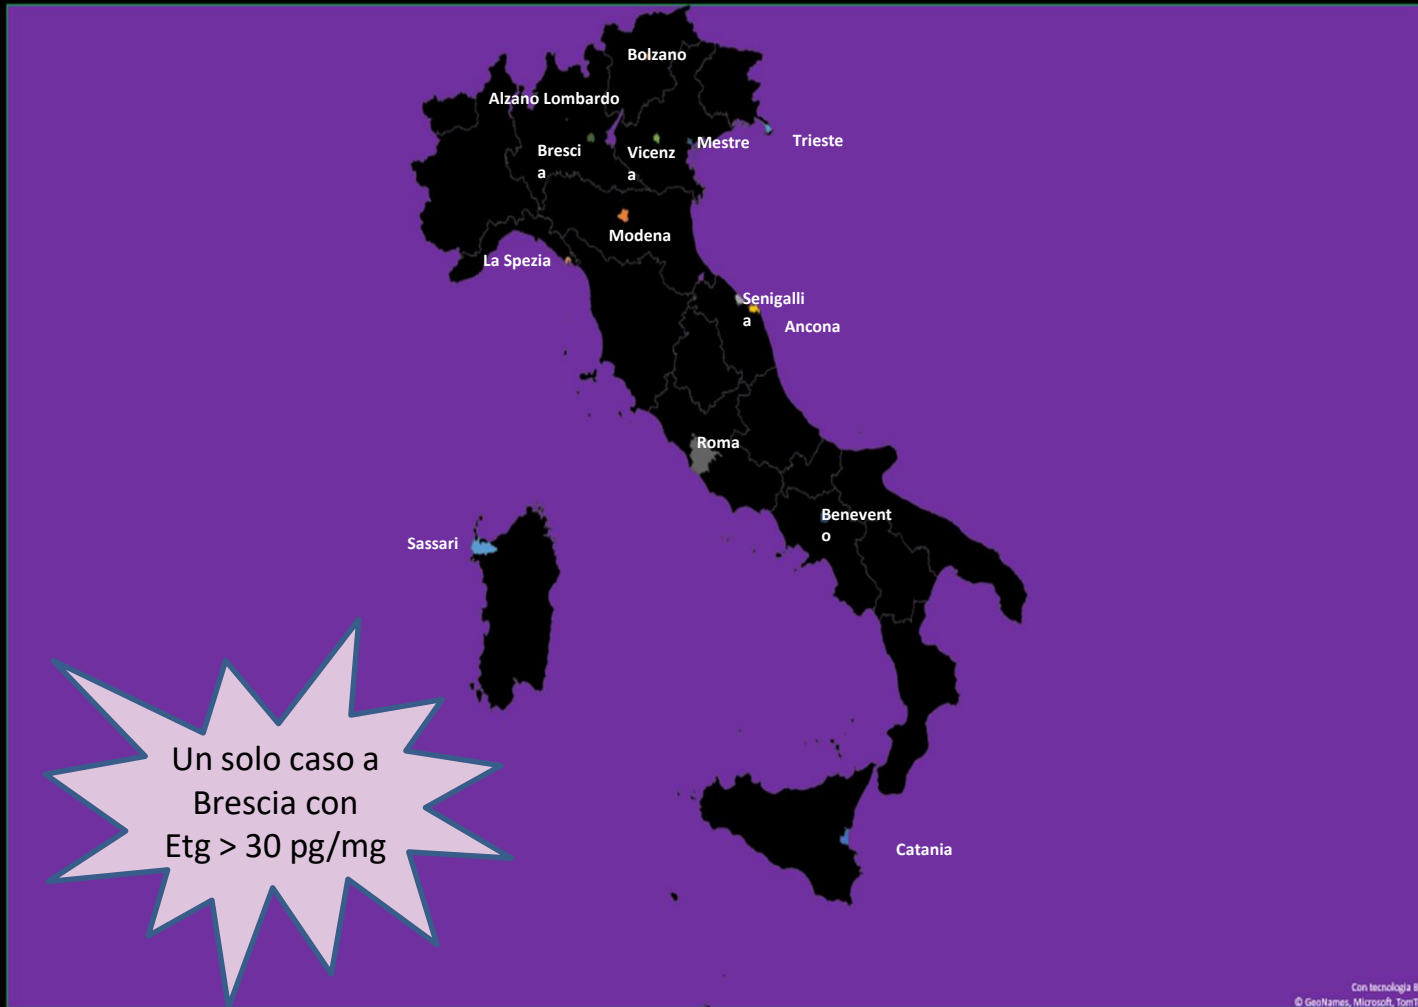 Bolzano
Alzano Lombardo
Mestre
Trieste
Bresci
a
Vicenz
a
Modena
La Spezia
Senigalli
a
Ancona
Roma
Benevent
o
Sassari
Un solo caso a
Brescia con
Etg > 30 pg/mg
Catania
Con tecnologia B
© GeoNames, Microsoft, TomT